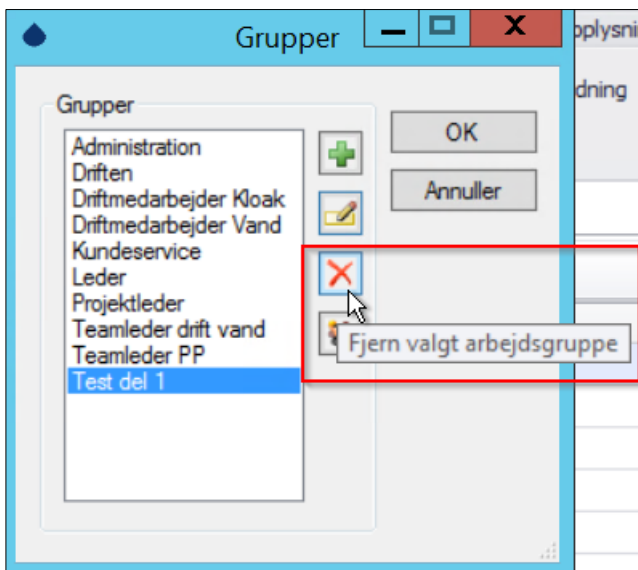 Grupper
oplysni
dning
Grupper
Administration
Driften
Driftmedarbejder Kloak
Driftmedarbejder Vand
Kundeservice
Leder
Projektleder
Teamleder drift vand
Teamleder PP
Test del 1
OK
Annuller
Fjern valgt arbejdsgruppe